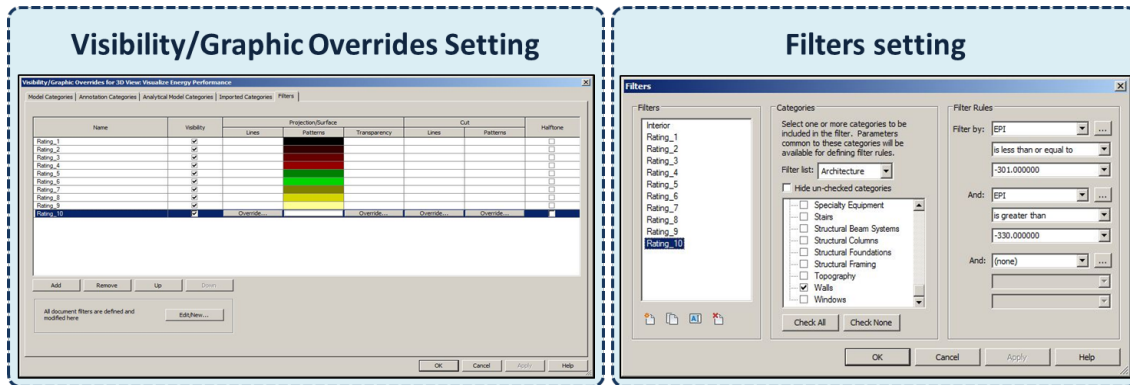 Visibility/Graphic Overrides Setting
Visibility/Graphic Overrides for 3D View: Visualize Energy Performance
Model Categories Annotation Categories Analytical Model Categories Imported Categories Filters
Name Visibility Projection/Surface Cut Halftone
Lines Patterns Transparency Lines Patterns
Rating_1
Rating_2
Rating_3
Rating_4
Rating_5
Rating_6
Rating_7
Rating_8
Rating_9
Rating_10 Override... Override... Override... Override...
Add Remove Up Down
All document filters are defined and
modified here
Edit/New...
OK Cancel Apply Help
Filters setting
Filters
Filters
Interior
Rating_1
Rating_2
Rating_3
Rating_4
Rating_5
Rating_6
Rating_7
Rating_8
Rating_9
Rating_10
Categories
Select one or more categories to be
included in the filter. Parameters
common to these categories will be
available for defining filter rules.
Filter list: Architecture
Hide un-checked categories
Specialty Equipment
Stairs
Structural Beam Systems
Structural Columns
Structural Foundations
Structural Framing
Topography
Walls
Windows
Check All Check None
Filter Rules
Filter by: EPI ...
is less than or equal to
-301.000000
And: EPI ...
is greater than
-330.000000
And: (none) ...
OK Cancel Apply Help